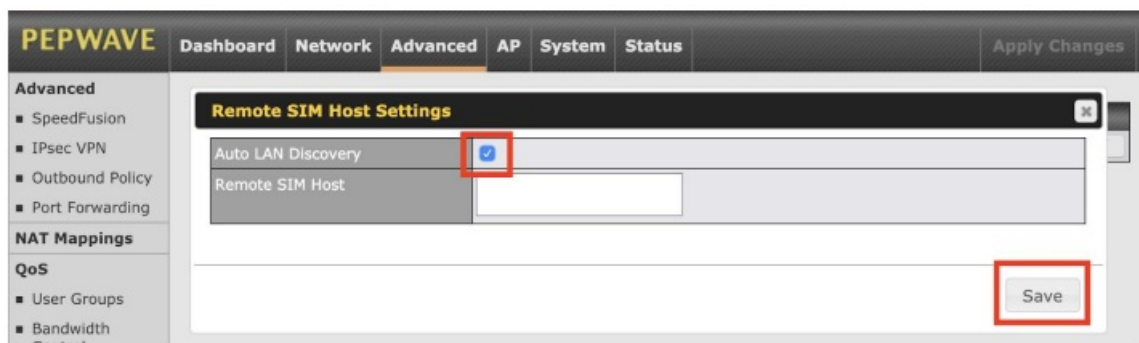 PEPWAVE
Dashboard Network Advanced AP System Status Apply Changes
Advanced
SpeedFusion
IPsec VPN
Outbound Policy
Port Forwarding
NAT Mappings
QoS
User Groups
Bandwidth
Remote SIM Host Settings
Auto LAN Discovery
Remote SIM Host
Save